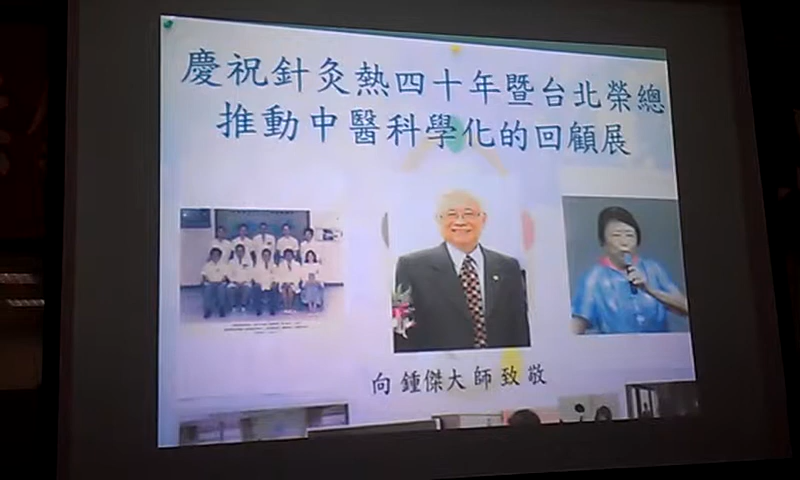 慶祝針灸熱四十年暨台北榮總
推動中醫科學化的回顧展
向鍾傑大師致敬